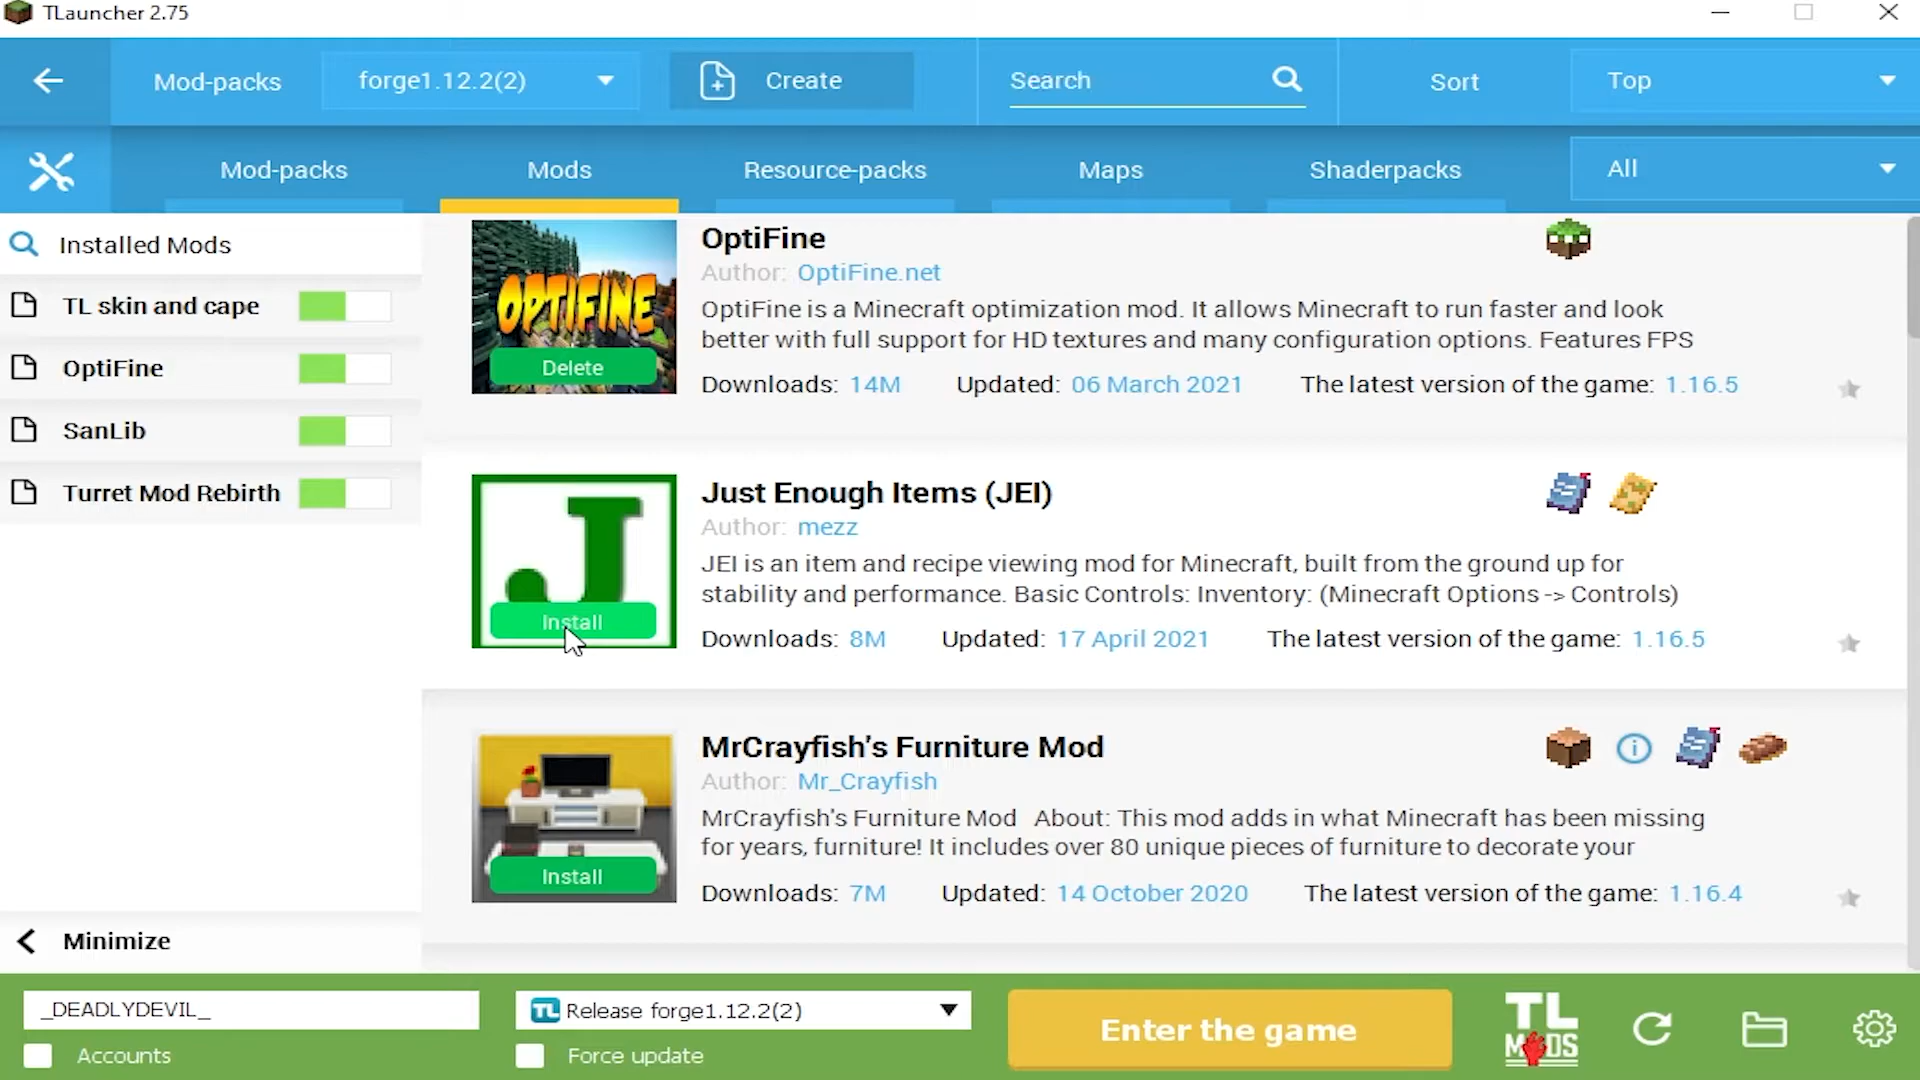 TLauncher 2.75
Mod-packs
forge1.12.2(2)
Create
Search
Sort
Top
Mod-packs
Mods
Resource-packs
Maps
Shaderpacks
All
Installed Mods
TL skin and cape
OptiFine
SanLib
Turret Mod Rebirth
Minimize
OPTIFINE
Delete
OptiFine
Author: OptiFine.net
OptiFine is a Minecraft optimization mod. It allows Minecraft to run faster and look
better with full support for HD textures and many configuration options. Features FPS
Downloads: 14M Updated: 06 March 2021 The latest version of the game: 1.16.5
J
Install
Just Enough Items (JEI)
Author: mezz
JEI is an item and recipe viewing mod for Minecraft, built from the ground up for
stability and performance. Basic Controls: Inventory: (Minecraft Options -> Controls)
Downloads: 8M Updated: 17 April 2021 The latest version of the game: 1.16.5
Install
MrCrayfish's Furniture Mod
Author: Mr_Crayfish
MrCrayfish's Furniture Mod About: This mod adds in what Minecraft has been missing
for years, furniture! It includes over 80 unique pieces of furniture to decorate your
Downloads: 7M Updated: 14 October 2020 The latest version of the game: 1.16.4
_DEADLYDEVIL_
Accounts
TL Release forge1.12.2(2)
Force update
Enter the game
TL
MODS